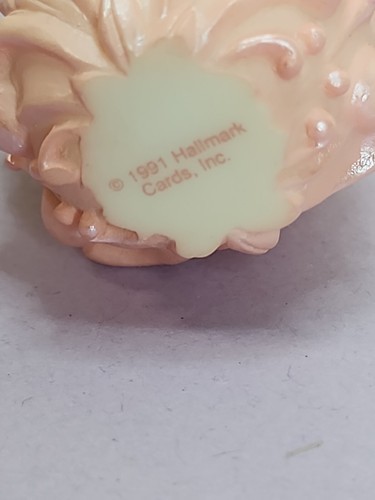 © 1991 Hallmark
Cards, Inc.